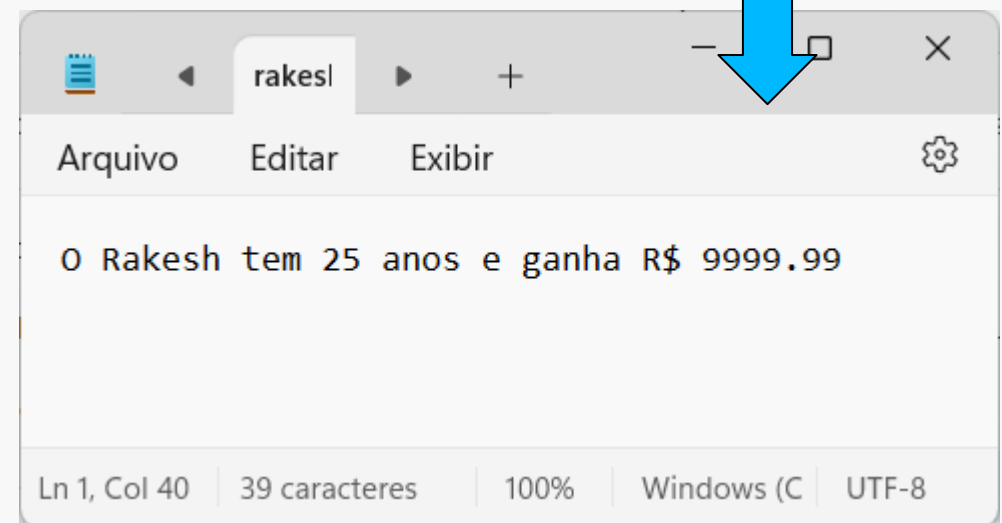 rakesl
Arquivo Editar Exibir
O Rakesh tem 25 anos e ganha R$ 9999.99
Ln 1, Col 40 39 caracteres 100% Windows (C UTF-8